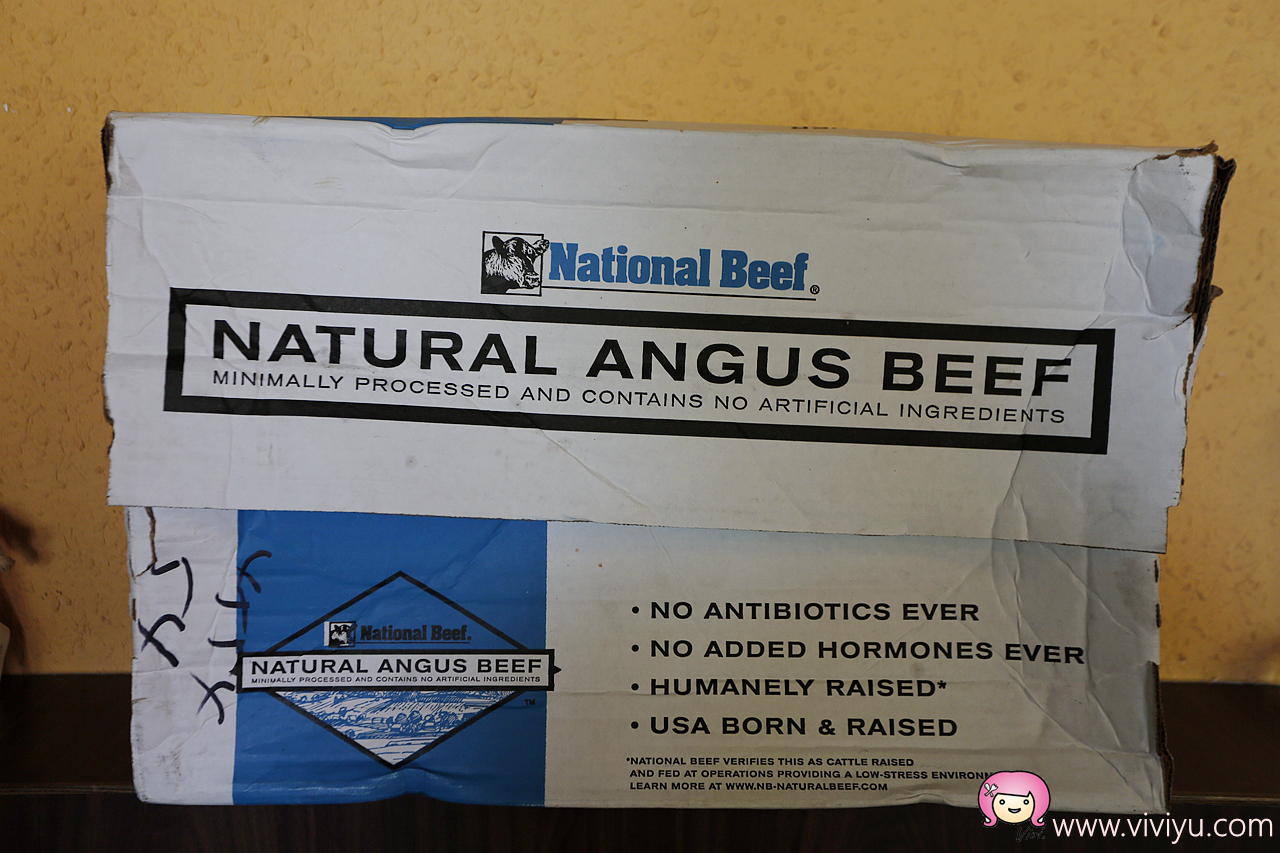 National Beef®
NATURAL ANGUS BEEF
MINIMALLY PROCESSED AND CONTAINS NO ARTIFICIAL INGREDIENTS
National Beef.
NATURAL ANGUS BEEF
MINIMALLY PROCESSED AND CONTAINS NO ARTIFICIAL INGREDIENTS
TM
• NO ANTIBIOTICS EVER
• NO ADDED HORMONES EVER
• HUMANELY RAISED*
• USA BORN & RAISED
*NATIONAL BEEF VERIFIES THIS AS CATTLE RAISED
AND FED AT OPERATIONS PROVIDING A LOW-STRESS
LEARN MORE AT WWW.NB-NATURALBEEF.COM
www.viviyu.com